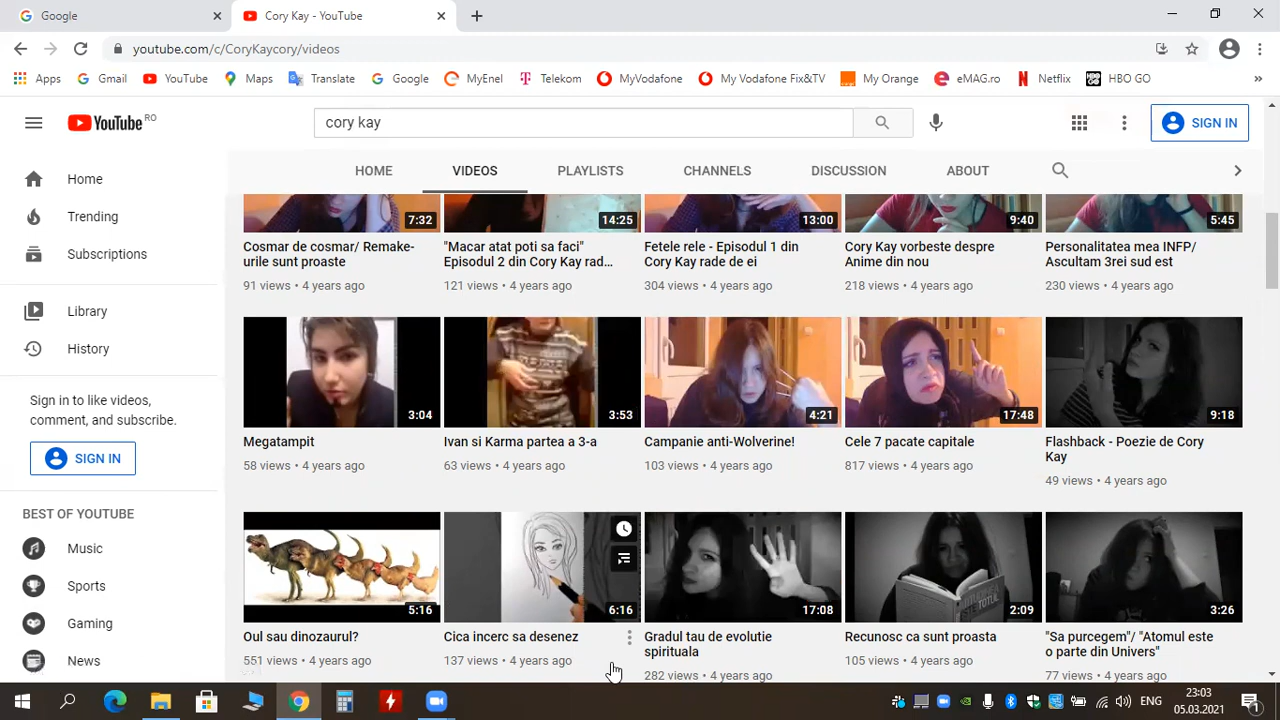 Google
Cory Kay - YouTube
youtube.com/c/CoryKaycory/videos
Apps Gmail YouTube Maps Translate Google MyEnel Telekom MyVodafone My Vodafone Fix&TV My Orange eMAG.ro Netflix HBO GO »
YouTube RO
cory kay
SIGN IN
HOME VIDEOS PLAYLISTS CHANNELS DISCUSSION ABOUT
Home
Trending
Subscriptions
Library
History
Sign in to like videos,
comment, and subscribe.
SIGN IN
BEST OF YOUTUBE
Music
Sports
Gaming
News
7:32
Cosmar de cosmar/ Remake-
urile sunt proaste
91 views • 4 years ago
14:25
"Macar atat poti sa faci"
Episodul 2 din Cory Kay rad...
121 views • 4 years ago
13:00
Fetele rele - Episodul 1 din
Cory Kay rade de ei
304 views • 4 years ago
9:40
Cory Kay vorbeste despre
Anime din nou
218 views • 4 years ago
5:45
Personalitatea mea INFP/
Ascultam 3rei sud est
230 views • 4 years ago
3:04
Megatampit
58 views • 4 years ago
3:53
Ivan si Karma partea a 3-a
63 views • 4 years ago
4:21
Campanie anti-Wolverine!
103 views • 4 years ago
17:48
Cele 7 pacate capitale
817 views • 4 years ago
9:18
Flashback - Poezie de Cory
Kay
49 views • 4 years ago
5:16
Oul sau dinozaurul?
551 views • 4 years ago
6:16
Cica incerc sa desenez
137 views • 4 years ago
17:08
Gradul tau de evolutie
spirituala
282 views • 4 years ago
2:09
Recunosc ca sunt proasta
105 views • 4 years ago
3:26
"Sa purcegem"/ "Atomul este
o parte din Univers"
77 views • 4 years ago
ENG
23:03
05.03.2021
1